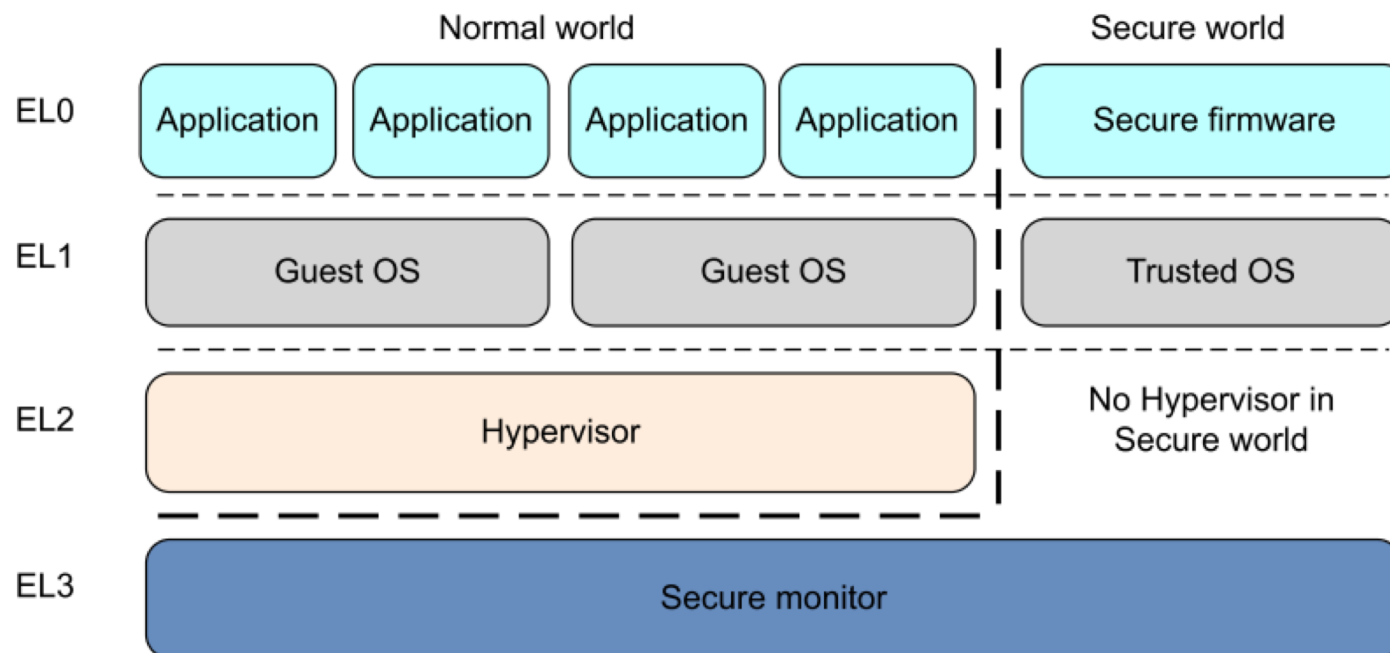 Normal world
Secure world
EL0
Application
Application
Application
Application
Secure firmware
EL1
Guest OS
Guest OS
Trusted OS
EL2
Hypervisor
No Hypervisor in
Secure world
EL3
Secure monitor